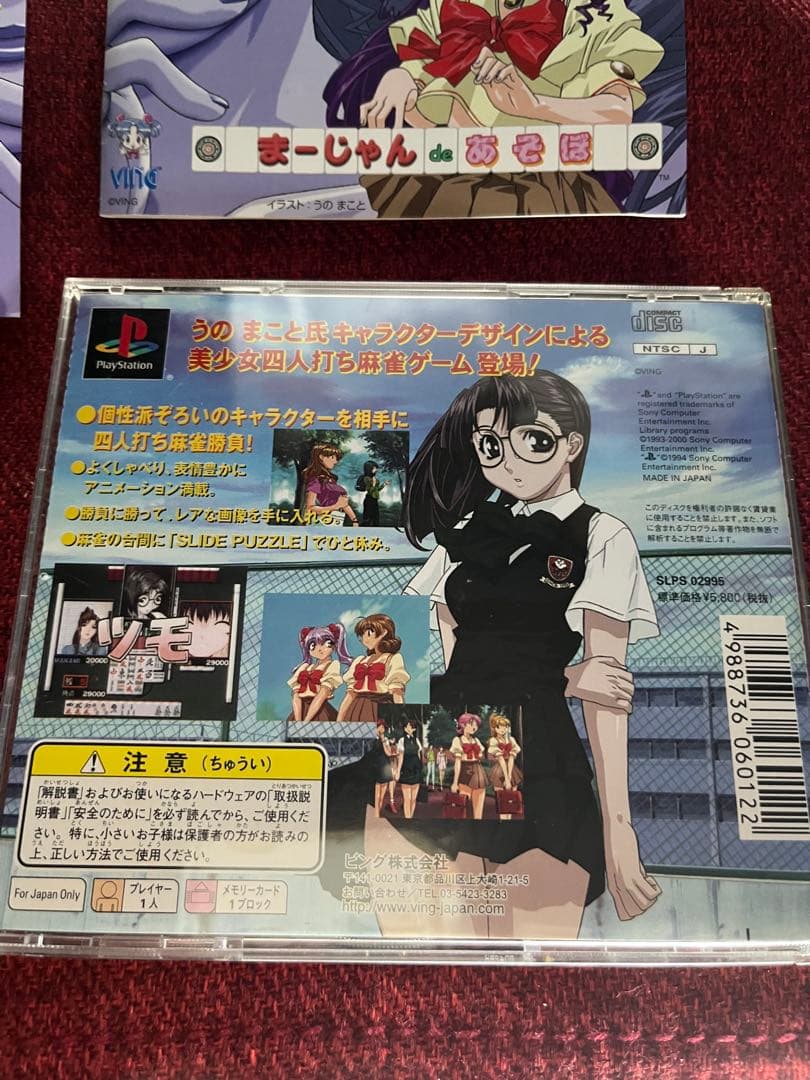 まーじゃん de あそぼ
VING
©VING
イラスト:うの まこと
TM
PlayStation
®
うの まこと氏 キャラクターデザインによる
美少女四人打ち麻雀ゲーム 登場!
COMPACT
disc
NTSC J
©VING
"PS" and "PlayStation" are
registered trademarks of
Sony Computer
Entertainment Inc.
Library programs
©1993-2000 Sony Computer
Entertainment Inc.
"PS" ©1994 Sony Computer
Entertainment Inc.
MADE IN JAPAN
このディスクを権利者の許諾なく賃貸業
に使用することを禁止します。また、ソフト
に含まれるプログラム等著作物を無断で
解析することを禁止します。
SLPS 02995
標準価格¥5,800(税抜)
4 988736 060122
●個性派ぞろいのキャラクターを相手に
四人打ち麻雀勝負!
●よくしゃべり、表情豊かに
アニメーション満載。
●勝負に勝って、レアな画像を手に入れる。
●麻雀の合間に「SLIDE PUZZLE」でひと休み。
ツモ
30000
29000
29000
注意(ちゅうい)
「解説書」およびお使いになるハードウェアの「取扱説
明書」「安全のために」を必ず読んでから、ご使用くだ
さい。特に、小さいお子様は保護者の方がお読みの
上、正しい方法でご使用ください。
For Japan Only
プレイヤー
1人
メモリーカード
1ブロック
ビング株式会社
〒141-0021 東京都品川区上大崎1-21-5
お問い合わせ/TEL.03-5423-3283
http://www.ving-japan.com